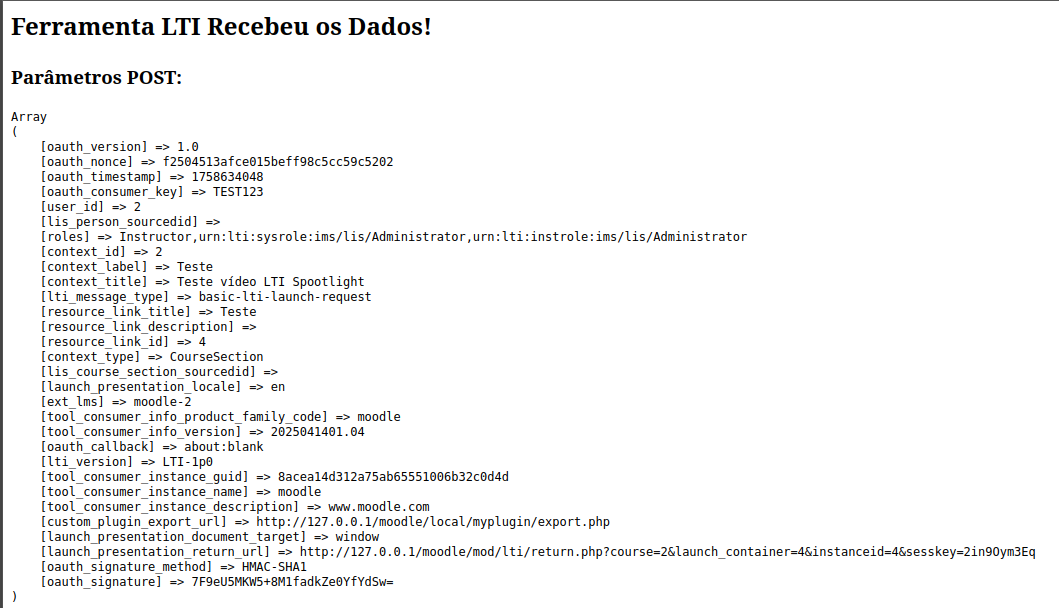 Ferramenta LTI Recebeu os Dados!
Parâmetros POST:
Array
(
[oauth_version] => 1.0
[oauth_nonce] => f2504513afce015beff98c5cc59c5202
[oauth_timestamp] => 1758634048
[oauth_consumer_key] => TEST123
[user_id] => 2
[lis_person_sourcedid] =>
[roles] => Instructor,urn:lti:sysrole:ims/lis/Administrator,urn:lti:instrole:ims/lis/Administrator
[context_id] => 2
[context_label] => Teste
[context_title] => Teste vídeo LTI Spootlight
[lti_message_type] => basic-lti-launch-request
[resource_link_title] => Teste
[resource_link_description] =>
[resource_link_id] => 4
[context_type] => CourseSection
[lis_course_section_sourcedid] =>
[launch_presentation_locale] => en
[ext_lms] => moodle-2
[tool_consumer_info_product_family_code] => moodle
[tool_consumer_info_version] => 2025041401.04
[oauth_callback] => about:blank
[lti_version] => LTI-1p0
[tool_consumer_instance_guid] => 8acea14d312a75ab65551006b32c0d4d
[tool_consumer_instance_name] => moodle
[tool_consumer_instance_description] => www.moodle.com
[custom_plugin_export_url] => http://127.0.0.1/moodle/local/myplugin/export.php
[launch_presentation_document_target] => window
[launch_presentation_return_url] => http://127.0.0.1/moodle/mod/lti/return.php?course=2&launch_container=4&instanceid=4&sesskey=2in9Oym3Eq
[oauth_signature_method] => HMAC-SHA1
[oauth_signature] => 7F9eU5MKW5+8M1fadkZe0YfYdSw=
)